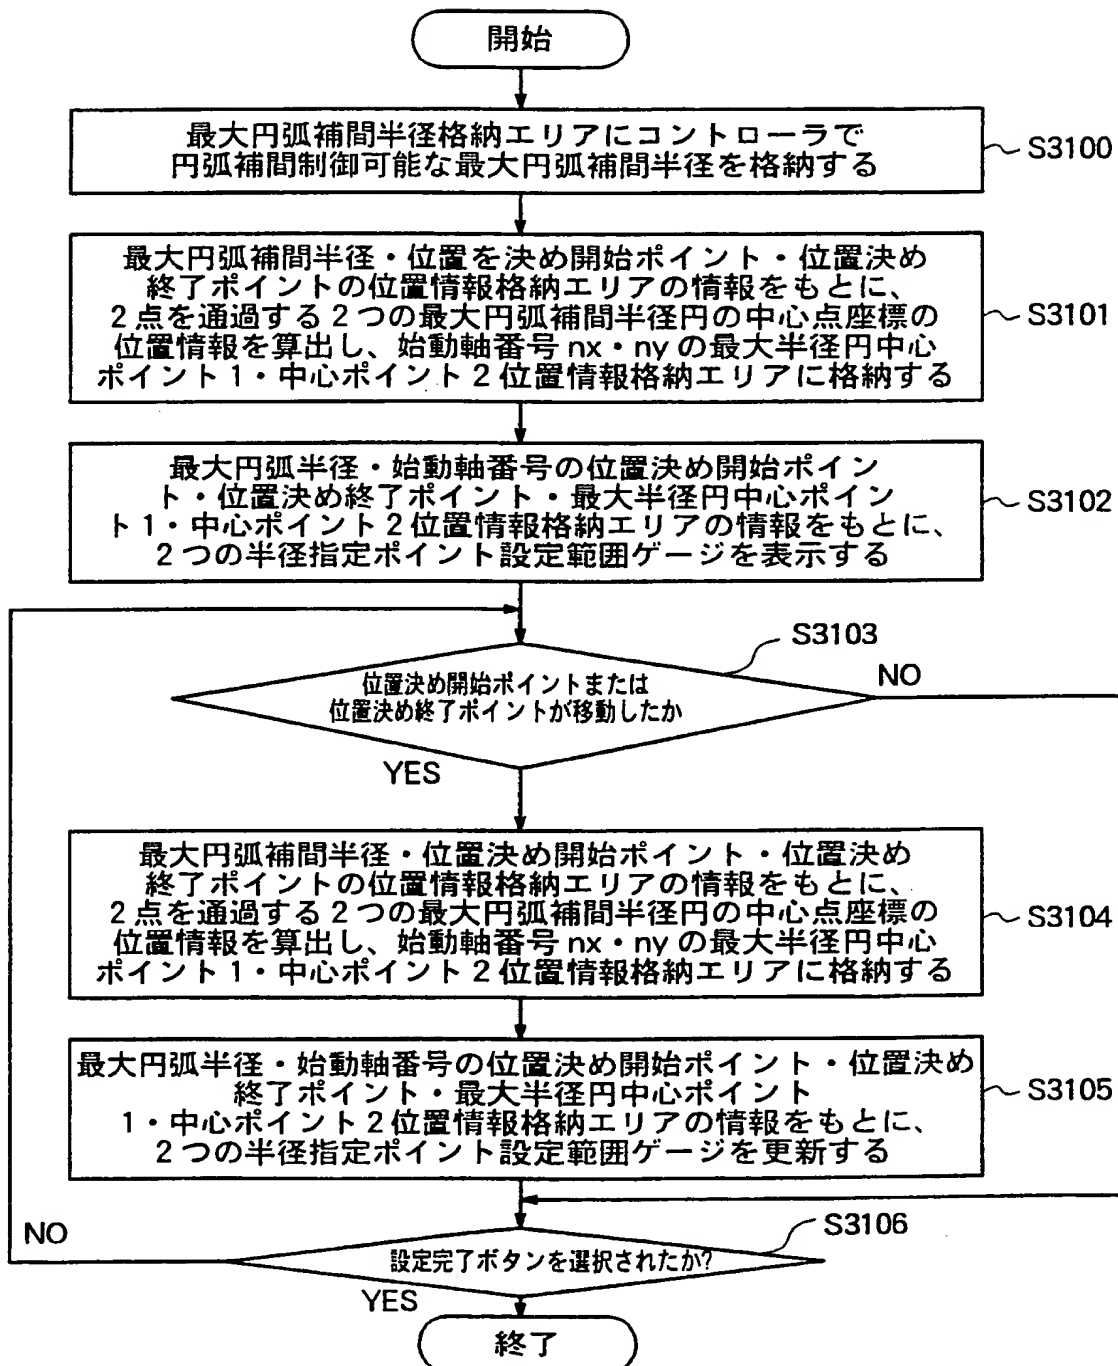 開始
最大円弧補間半径格納エリアにコントローラで
円弧補間制御可能な最大円弧補間半径を格納する
S3100
最大円弧補間半径・位置を決め開始ポイント・位置決め
終了ポイントの位置情報格納エリアの情報をもとに、
2点を通過する2つの最大円弧補間半径円の中心点座標の
位置情報を算出し、始動軸番号nx・nyの最大半径円中心
ポイント1・中心ポイント2位置情報格納エリアに格納する
S3101
最大円弧半径・始動軸番号の位置決め開始ポイン
ト・位置決め終了ポイント・最大半径円中心ポイン
ト1・中心ポイント2位置情報格納エリアの情報をもとに、
2つの半径指定ポイント設定範囲ゲージを表示する
S3102
S3103
位置決め開始ポイントまたは
位置決め終了ポイントが移動したか
NO
YES
最大円弧補間半径・位置決め開始ポイント・位置決め
終了ポイントの位置情報格納エリアの情報をもとに、
2点を通過する2つの最大円弧補間半径円の中心点座標の
位置情報を算出し、始動軸番号nx・nyの最大半径円中心
ポイント1・中心ポイント2位置情報格納エリアに格納する
S3104
最大円弧半径・始動軸番号の位置決め開始ポイント・位置決め
終了ポイント・最大半径円中心ポイント
1・中心ポイント2位置情報格納エリアの情報をもとに、
2つの半径指定ポイント設定範囲ゲージを更新する
S3105
NO
S3106
設定完了ボタンを選択されたか?
YES
終了